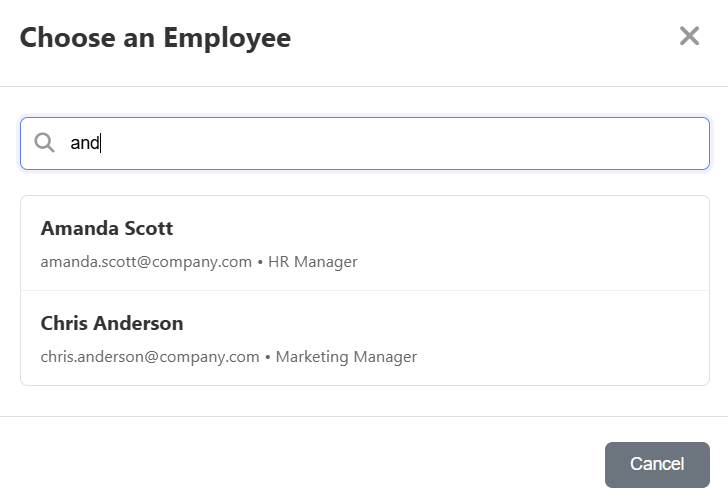 Choose an Employee
and
Amanda Scott
amanda.scott@company.com • HR Manager
Chris Anderson
chris.anderson@company.com • Marketing Manager
Cancel